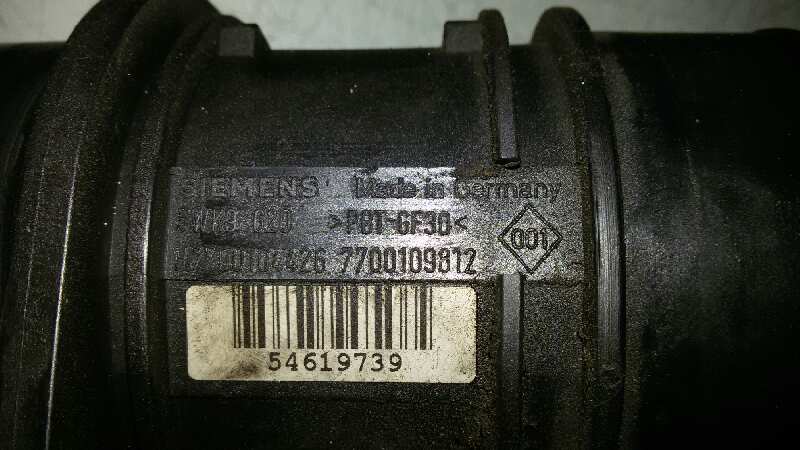 SIEMENS Made in Germany
>PBT-GF30<
001
7700109812
54619739